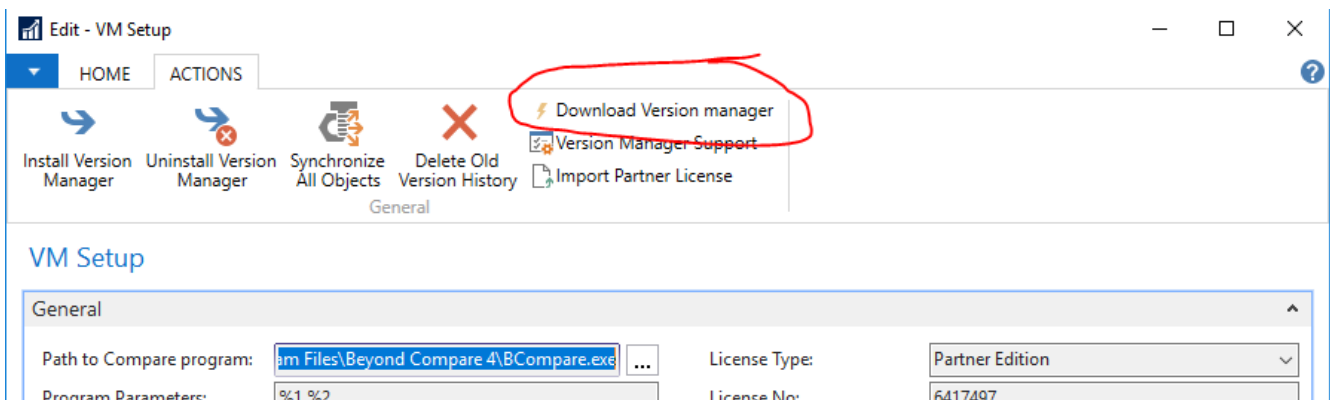 Edit - VM Setup
HOME ACTIONS
Install Version Manager
Uninstall Version Manager
Synchronize All Objects
Delete Old Version History
Download Version manager
Version Manager Support
Import Partner License
General
VM Setup
General
Path to Compare program: am Files\Beyond Compare 4\BCompare.exe ... License Type: Partner Edition
Program Parameters: %1 %2 License No: 6417497